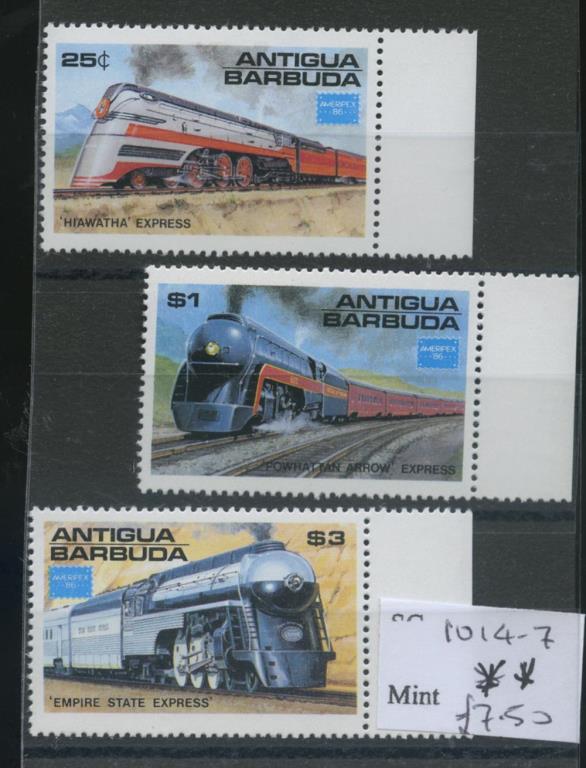 25¢
ANTIGUA
BARBUDA
AMERIPEX
86
'HIAWATHA' EXPRESS
$1
ANTIGUA
BARBUDA
AMERIPEX
86
'POWHATTAN ARROW' EXPRESS
ANTIGUA
BARBUDA
$3
AMERIPEX
86
'EMPIRE STATE EXPRESS'
1014-7
Mint **
£7.50